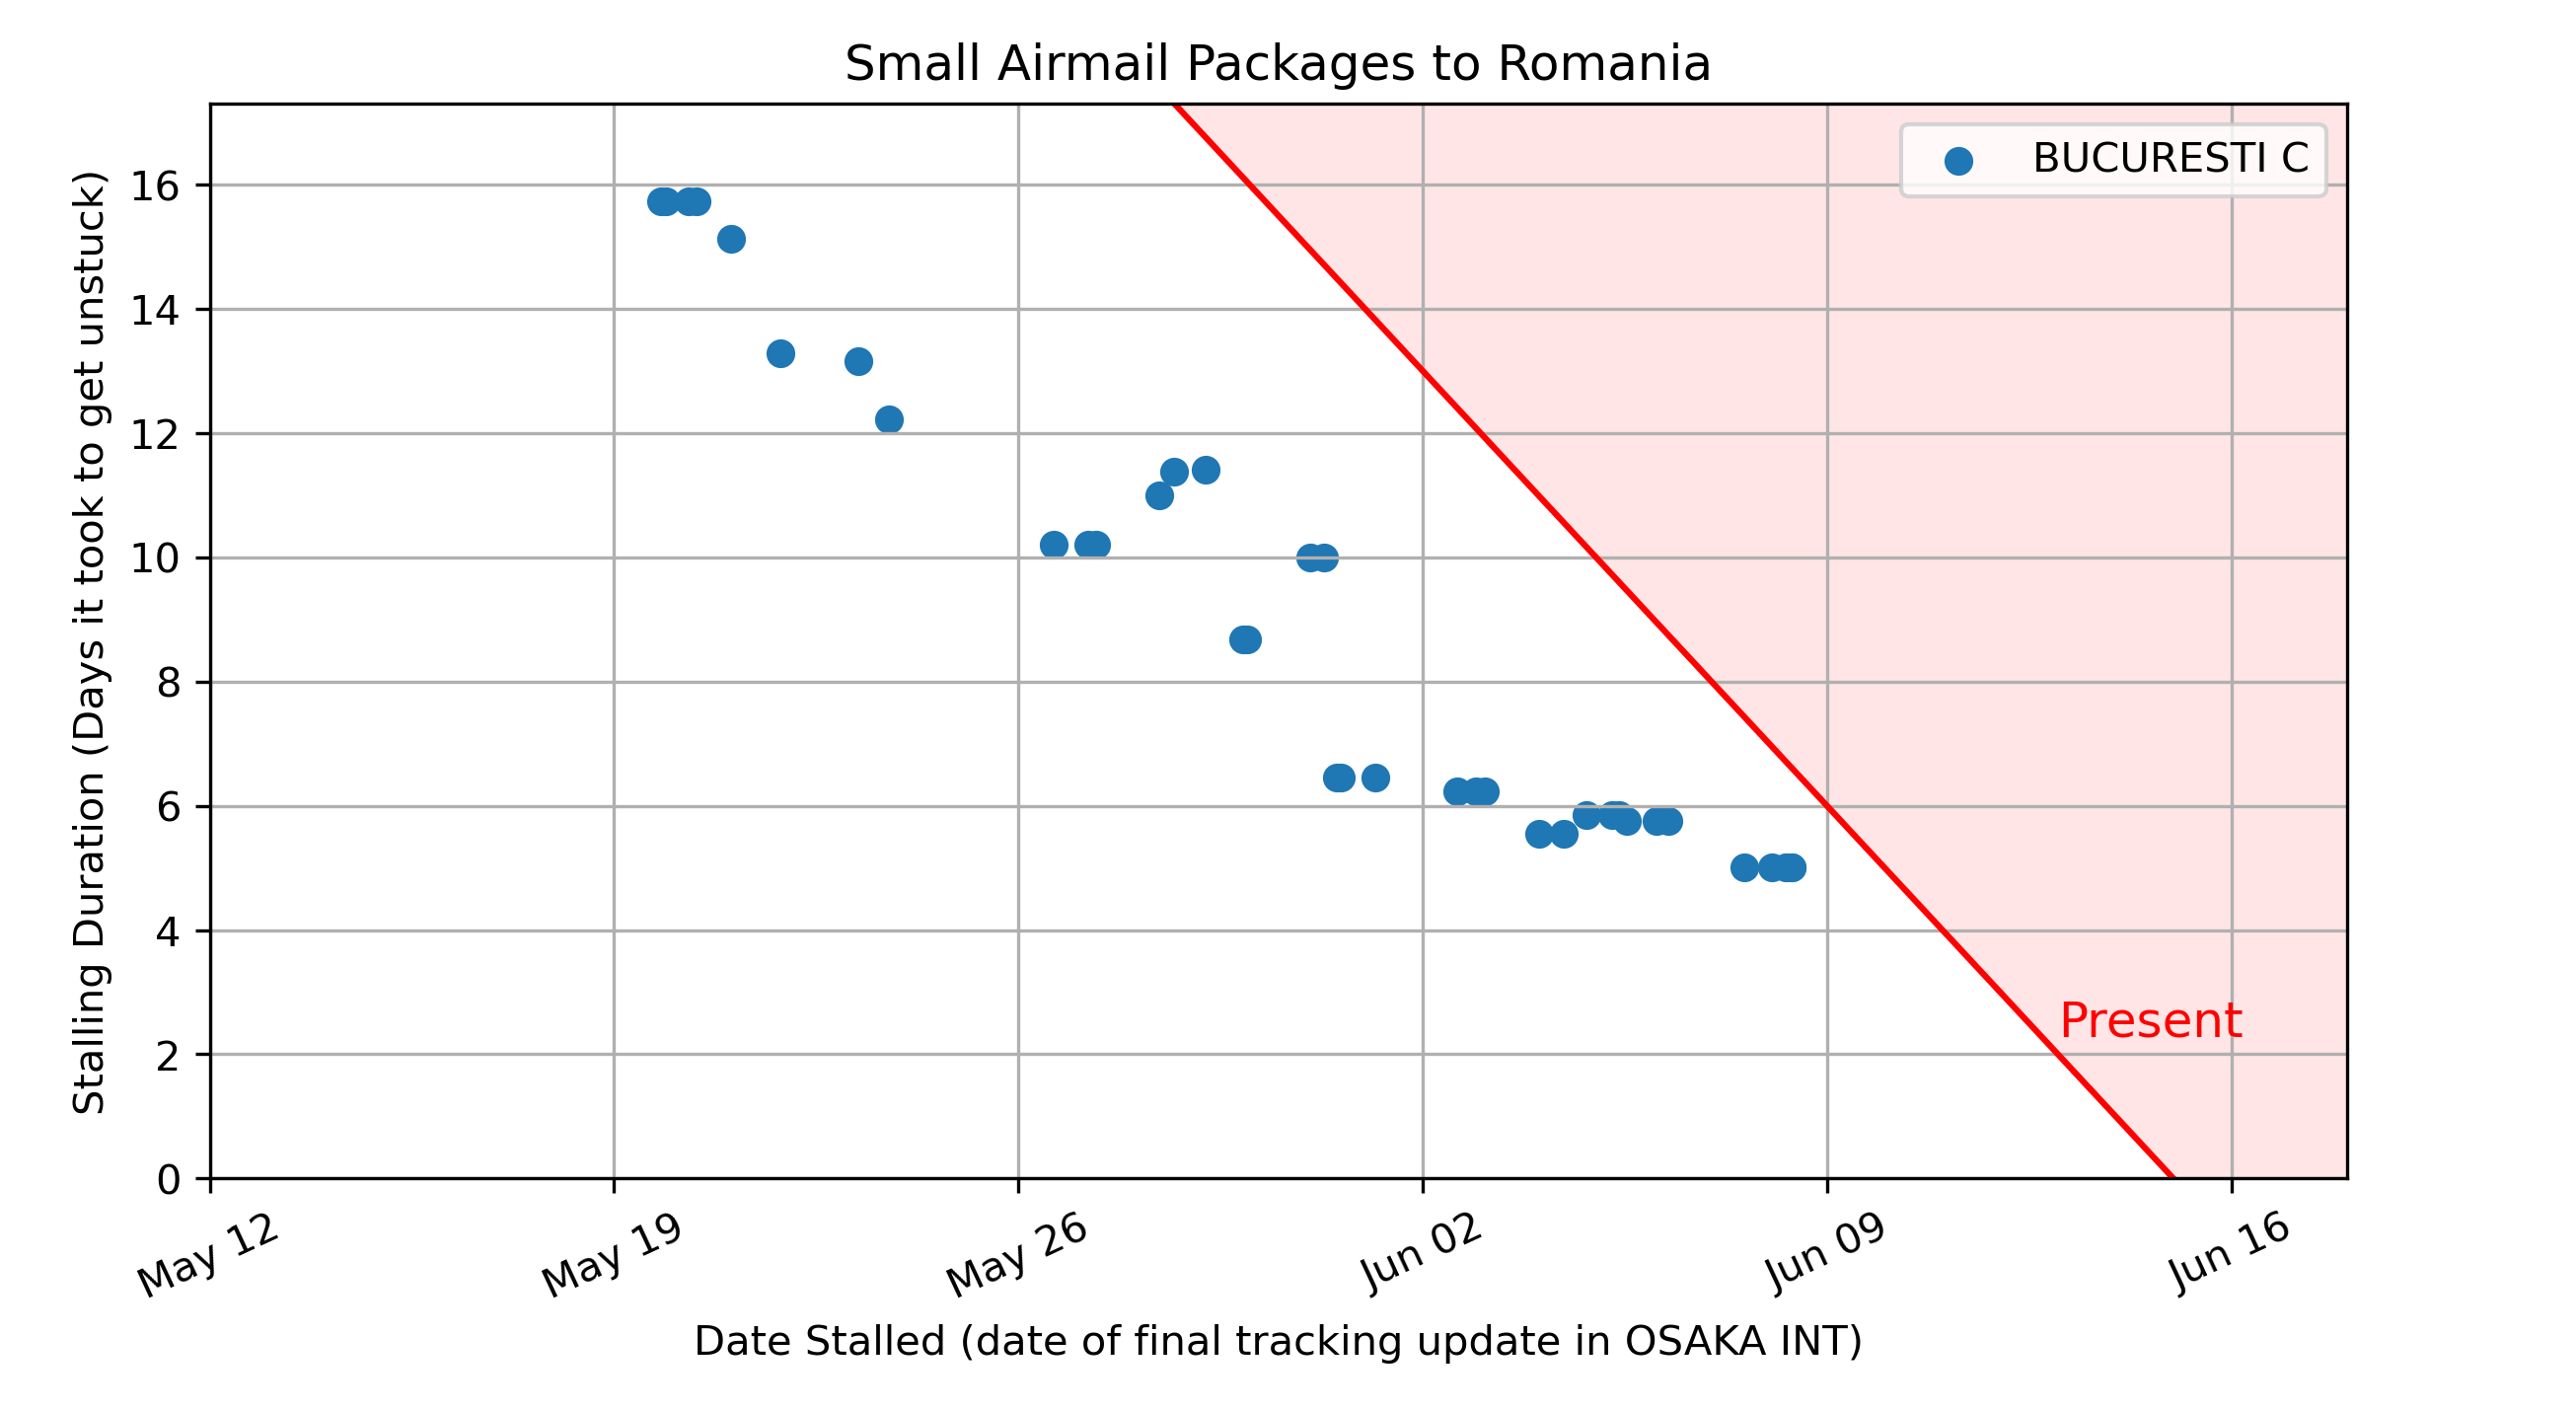 Small Airmail Packages to Romania
BUCURESTI C
Stalling Duration (Days it took to get unstuck)
16
14
12
10
8
6
4
2
0
Present
May 12
May 19
May 26
Jun 02
Jun 09
Jun 16
Date Stalled (date of final tracking update in OSAKA INT)